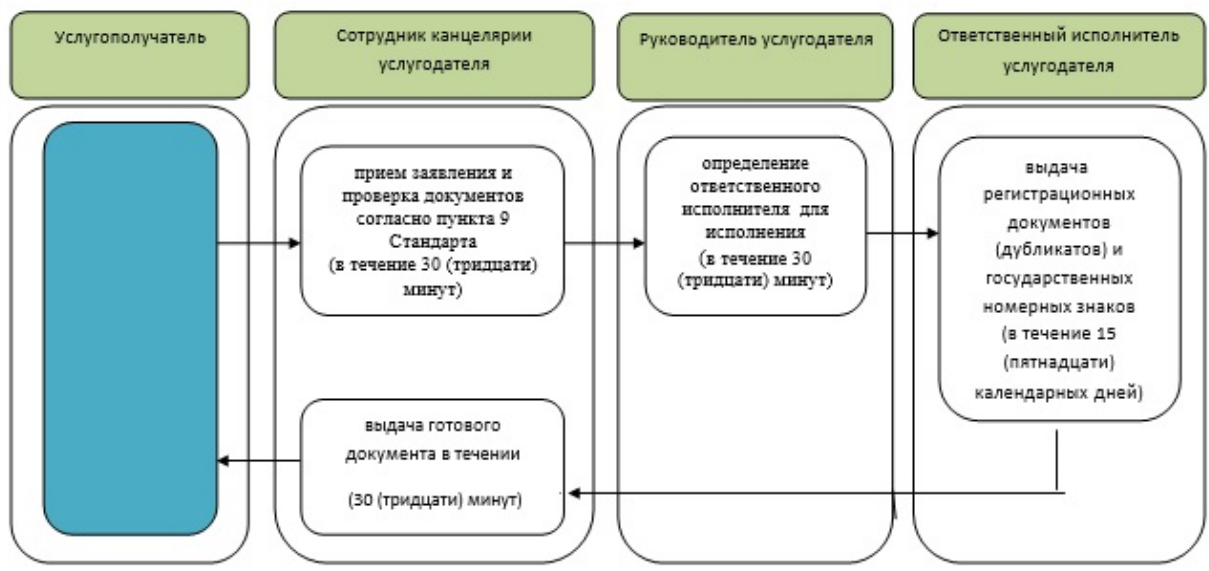 Услугополучатель
Сотрудник канцелярии
услугодателя
Руководитель услугодателя
Ответственный исполнитель
услугодателя
прием заявления и
проверка документов
согласно пункта 9
Стандарта
(в течение 30 (тридцати)
минут)
определение
ответственного
исполнителя для
исполнения
(в течение 30
(тридцати) минут)
выдача
регистрационных
документов
(дубликатов) и
государственных
номерных знаков
(в течение 15
(пятнадцати)
календарных дней)
выдача готового
документа в течении
(30 (тридцати) минут)